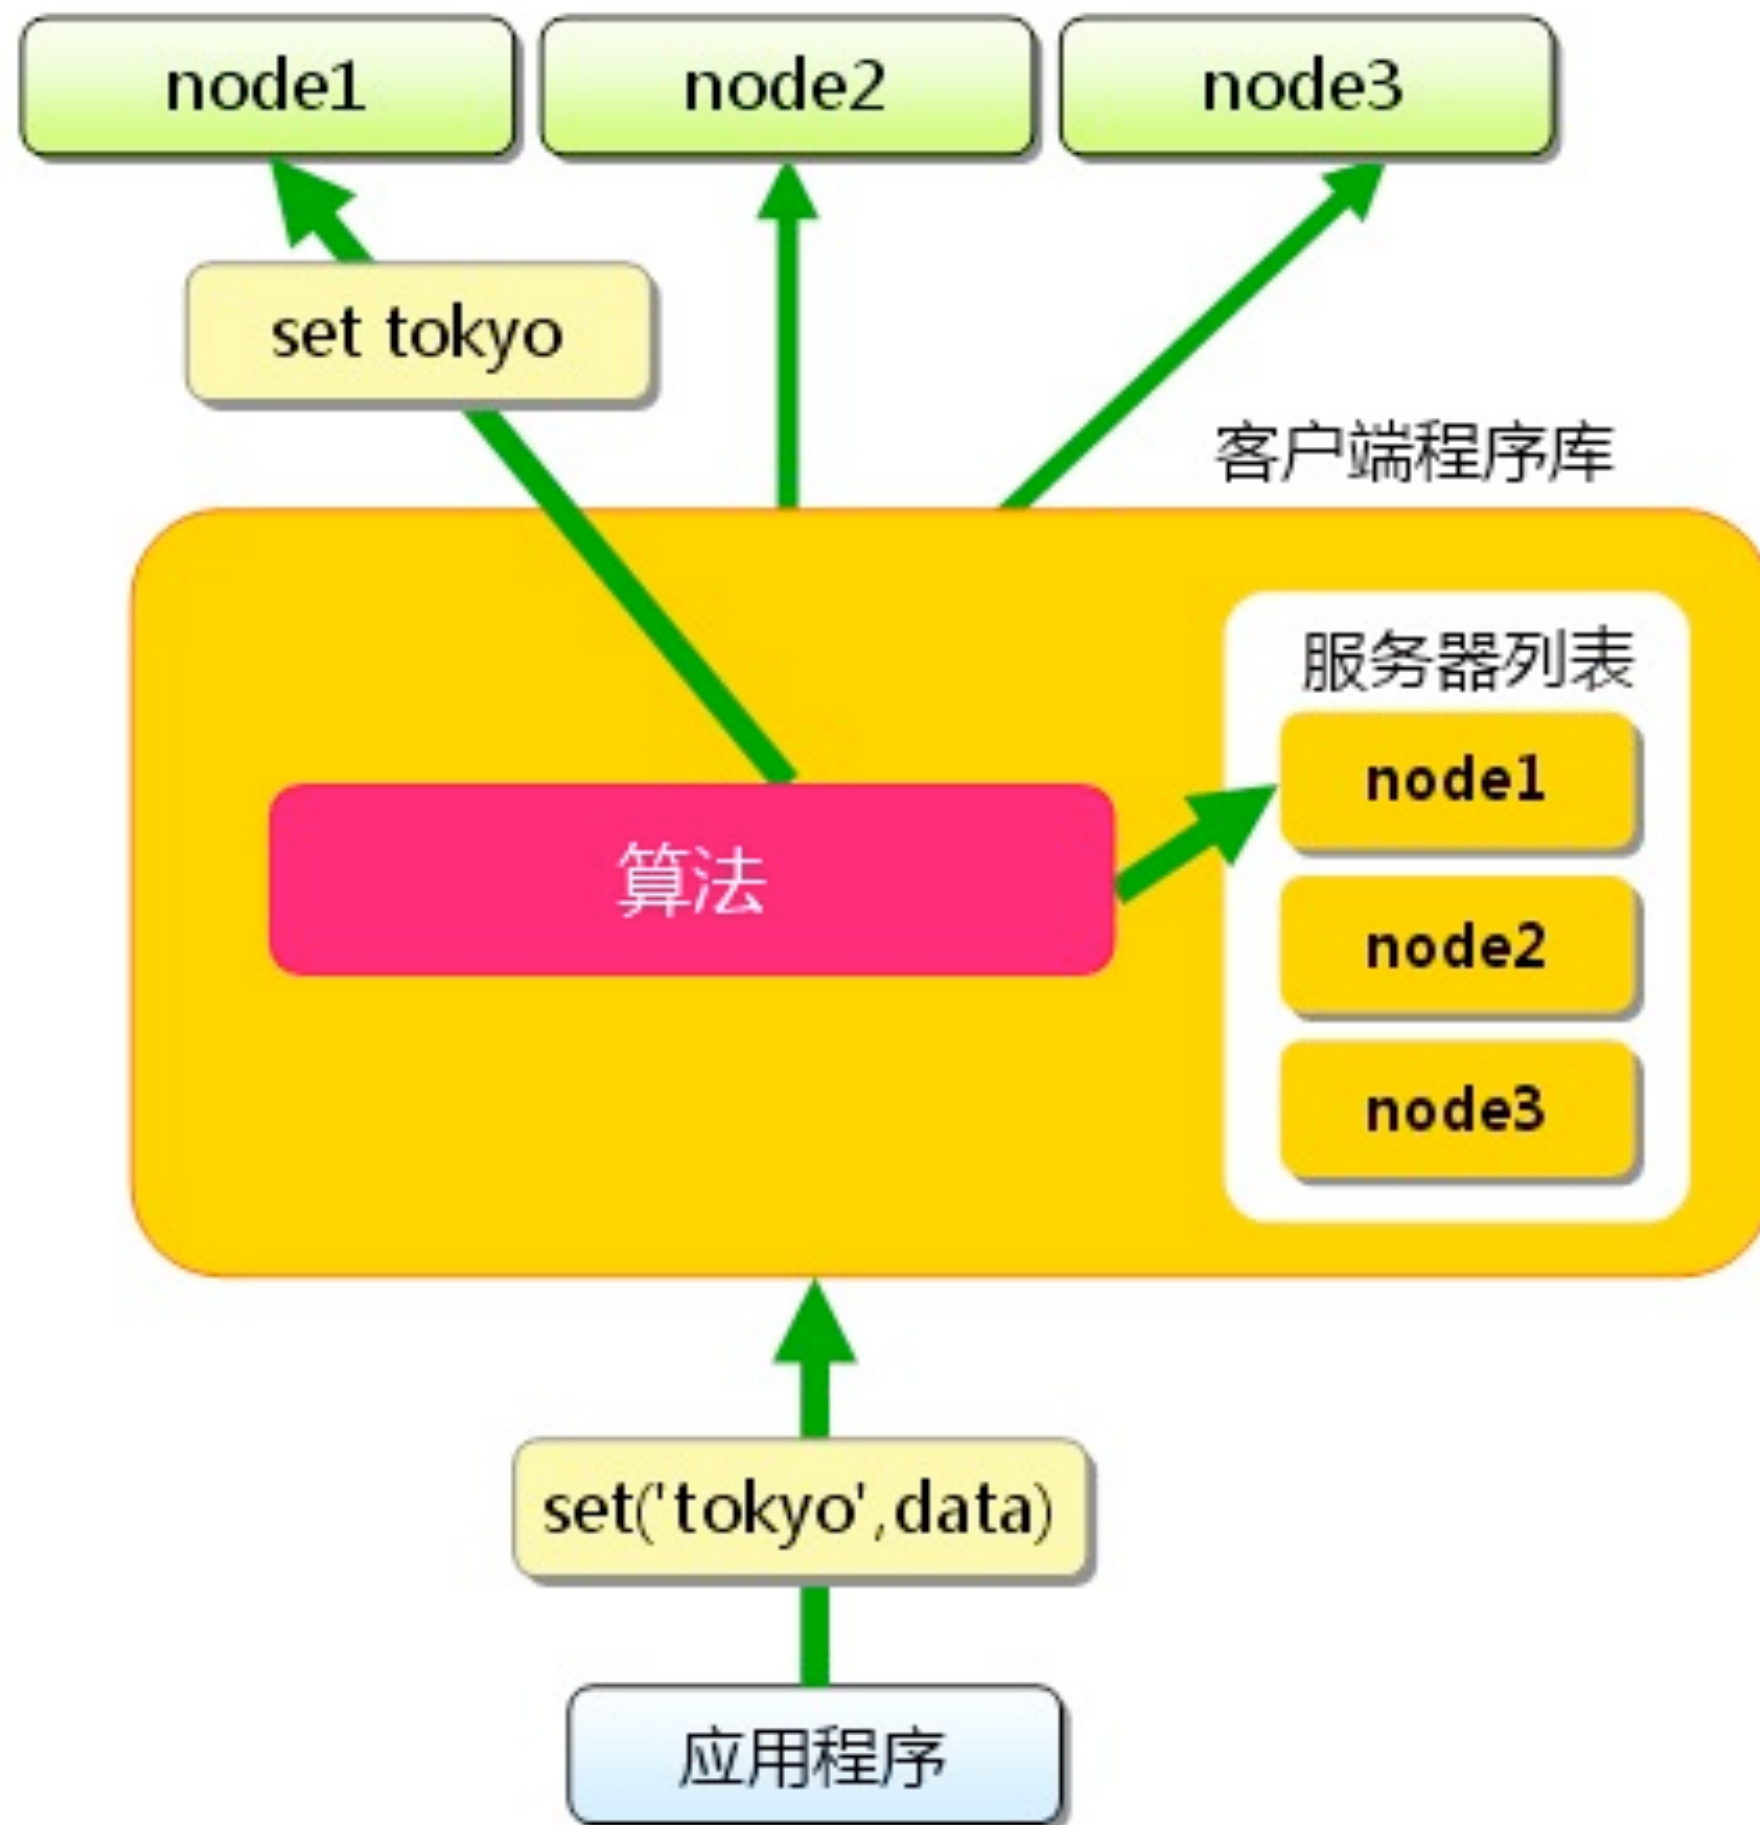 node1
node2
node3
set tokyo
客户端程序库
服务器列表
node1
算法
node2
node3
set('tokyo',data)
应用程序